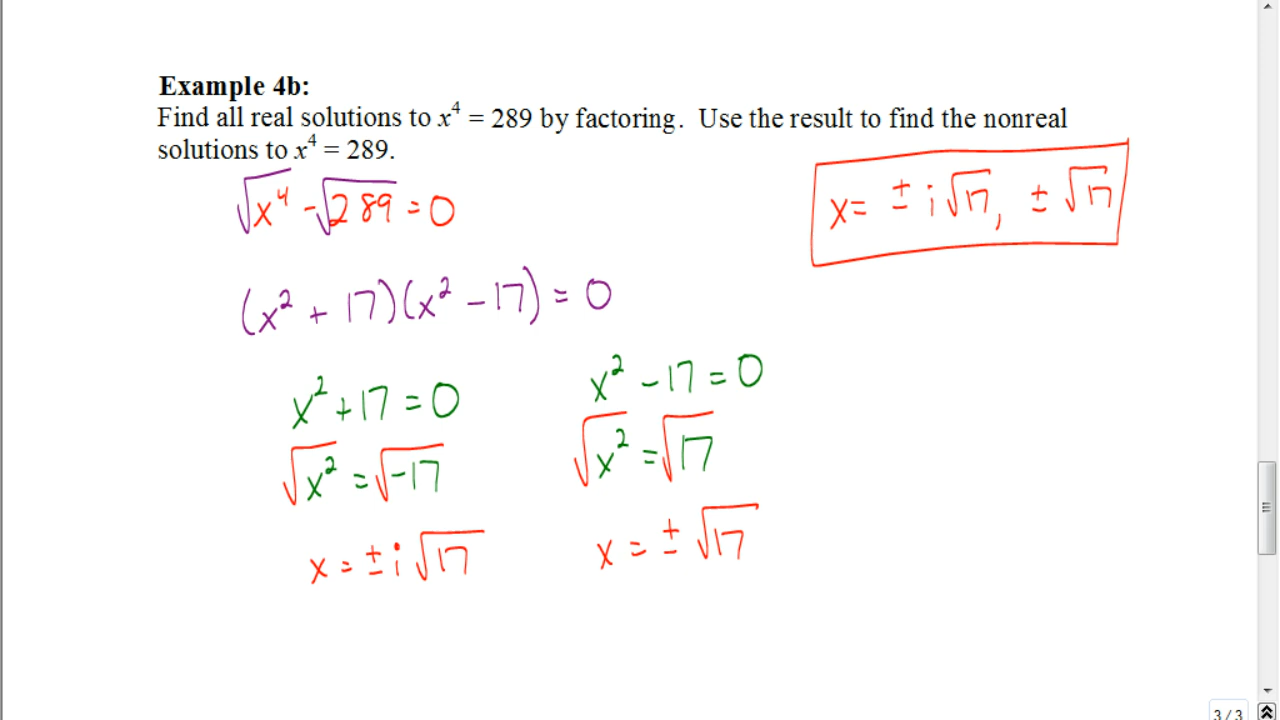 Example 4b:
Find all real solutions to x⁴ = 289 by factoring.  Use the result to find the nonreal
solutions to x⁴ = 289.
√x⁴ - √289 = 0
x = ± i√17, ± √17
(x² + 17)(x² - 17) = 0
x² + 17 = 0
x² - 17 = 0
√x² = √-17
√x² = √17
x = ± i√17
x = ± √17
3 / 3